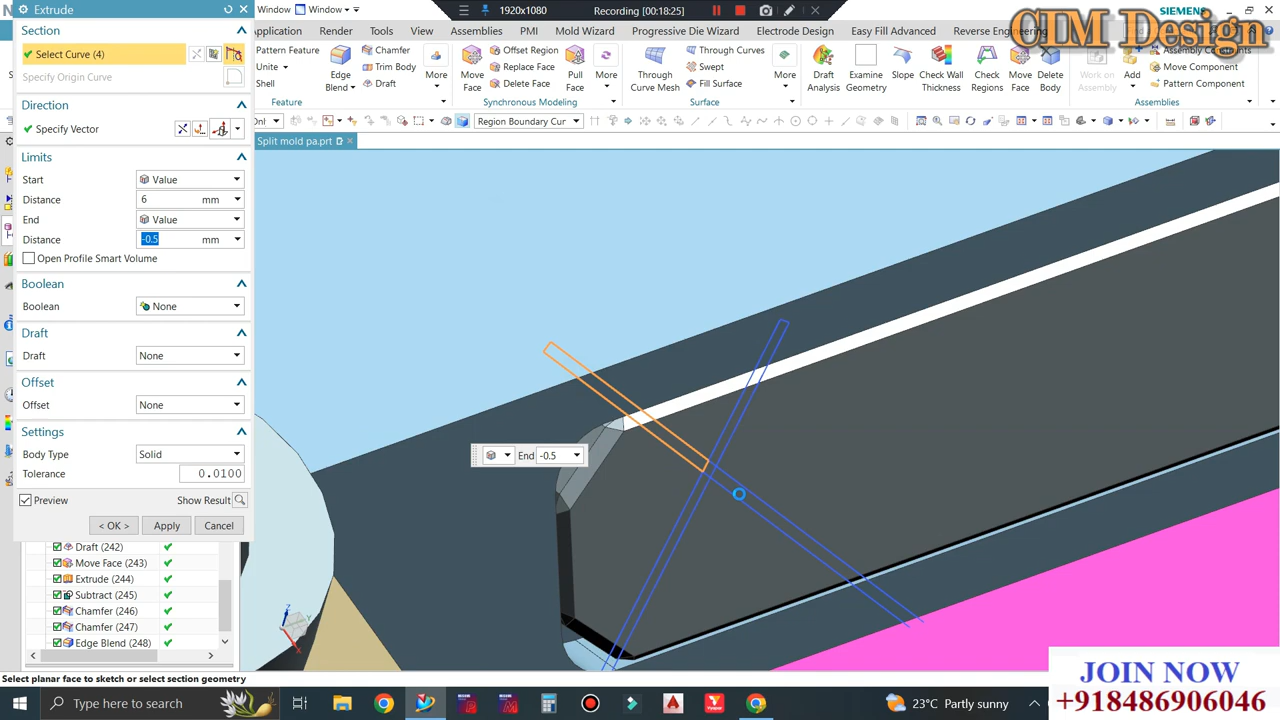 Extrude
Window
Window
1920x1080
Recording [00:18:25]
SIEMENS
CIM Design
Application
Render
Tools
View
Assemblies
PMI
Mold Wizard
Progressive Die Wizard
Electrode Design
Easy Fill Advanced
Reverse Engineering
Section
Select Curve (4)
Specify Origin Curve
Pattern Feature
Unite
Shell
Edge Blend
Chamfer
Trim Body
Draft
More
Feature
Move Face
Offset Region
Replace Face
Delete Face
Pull Face
More
Synchronous Modeling
Through Curve Mesh
Through Curves
Swept
Fill Surface
More
Surface
Draft Analysis
Examine Geometry
Slope
Check Wall Thickness
Check Regions
Move Face
Delete Body
Work on Assembly
Add
Assembly Constraints
Move Component
Pattern Component
Assemblies
Direction
Specify Vector
Region Boundary Cur
Split mold pa.prt
Limits
Start
Value
Distance
6
mm
End
Value
Distance
-0.5
mm
Open Profile Smart Volume
Boolean
Boolean
None
Draft
Draft
None
Offset
Offset
None
Settings
Body Type
Solid
Tolerance
0.0100
Preview
Show Result
< OK >
Apply
Cancel
End -0.5
Draft (242)
Move Face (243)
Extrude (244)
Subtract (245)
Chamfer (246)
Chamfer (247)
Edge Blend (248)
Select planar face to sketch or select section geometry
JOIN NOW
+918486906046
Type here to search
23°C Partly sunny